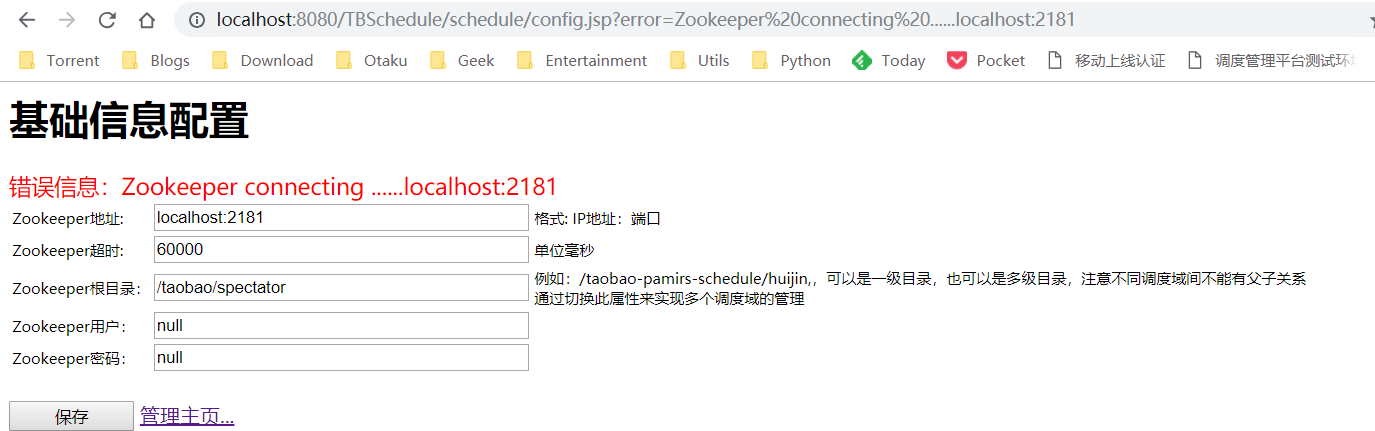 localhost:8080/TBSchedule/schedule/config.jsp?error=Zookeeper%20connecting%20......localhost:2181
Torrent Blogs Download Otaku Geek Entertainment Utils Python Today Pocket 移动上线认证 调度管理平台测试环境
基础信息配置
错误信息：Zookeeper connecting ......localhost:2181
Zookeeper地址: localhost:2181 格式: IP地址：端口
Zookeeper超时: 60000 单位毫秒
Zookeeper根目录: /taobao/spectator 例如：/taobao-pamirs-schedule/huijin,，可以是一级目录，也可以是多级目录，注意不同调度域间不能有父子关系
通过切换此属性来实现多个调度域的管理
Zookeeper用户: null
Zookeeper密码: null
保存 管理主页...